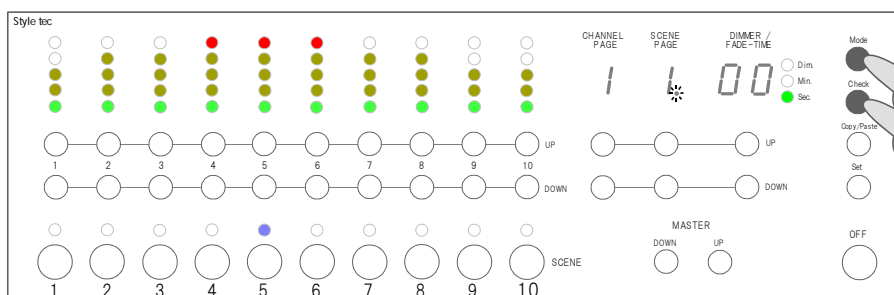 Style tec
CHANNEL PAGE
SCENE PAGE
DIMMER / FADE-TIME
1 1 00
Dim.
Min.
Sec.
Mode
Check
Copy/Paste
Set
OFF
UP
1 2 3 4 5 6 7 8 9 10
DOWN
UP
DOWN
MASTER
DOWN UP
SCENE
1 2 3 4 5 6 7 8 9 10